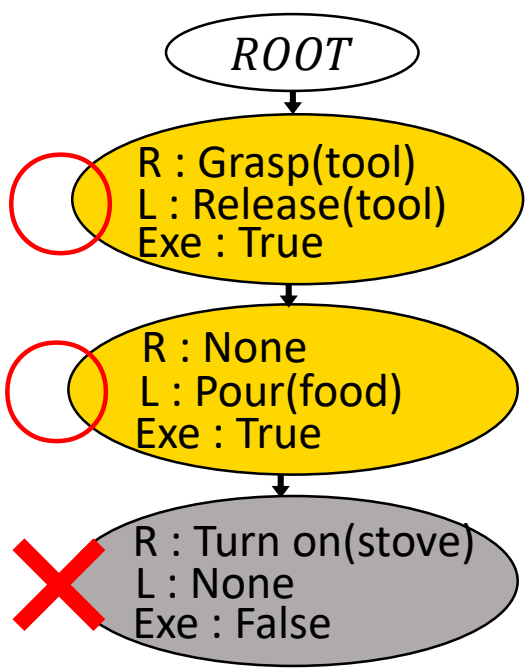 ROOT
R : Grasp(tool)
L : Release(tool)
Exe : True
R : None
L : Pour(food)
Exe : True
R : Turn on(stove)
L : None
Exe : False